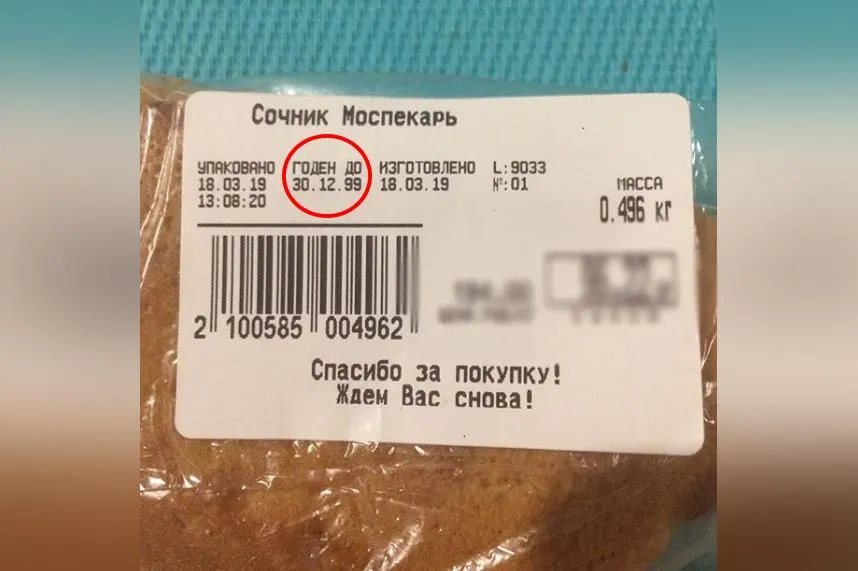 Сочник Моспекарь
УПАКОВАНО ГОДЕН ДО ИЗГОТОВЛЕНО L:9033
18.03.19 30.12.99 18.03.19 №:01
13:08:20
МАССА
0.496 кг
2 100585 004962
Спасибо за покупку!
Ждем Вас снова!